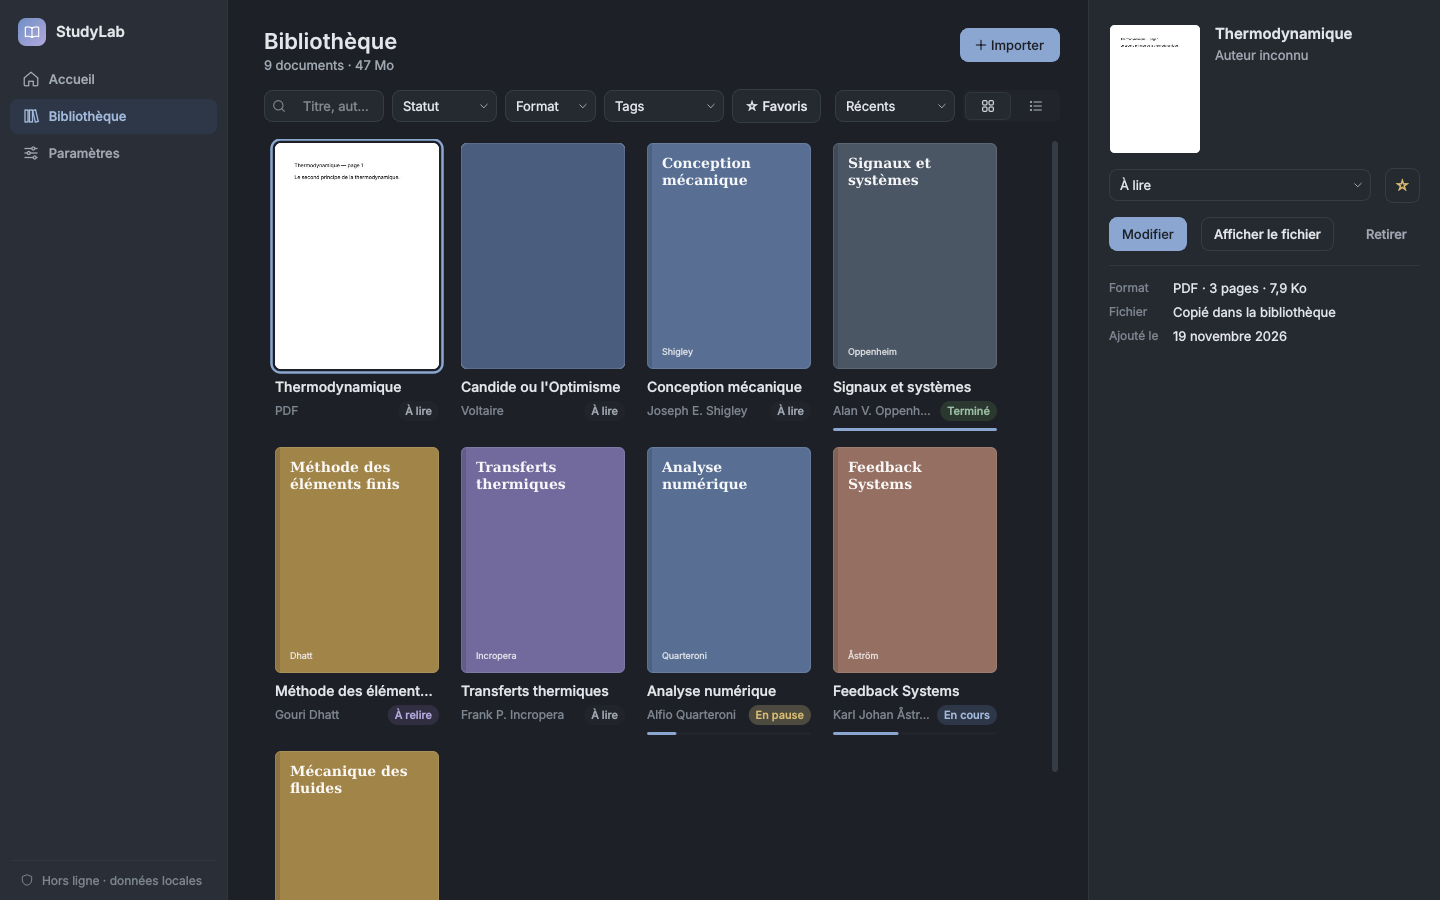 StudyLab
Accueil
Bibliothèque
Paramètres
Hors ligne · données locales
Bibliothèque
9 documents · 47 Mo
+ Importer
Titre, aut...
Statut
Format
Tags
☆ Favoris
Récents
Thermodynamique — page 1
Le second principe de la thermodynamique.
Thermodynamique
PDF
À lire
Candide ou l'Optimisme
Voltaire
À lire
Conception
mécanique
Shigley
Conception mécanique
Joseph E. Shigley
À lire
Signaux et
systèmes
Oppenheim
Signaux et systèmes
Alan V. Oppenh...
Terminé
Méthode des
éléments finis
Dhatt
Méthode des élément...
Gouri Dhatt
À relire
Transferts
thermiques
Incropera
Transferts thermiques
Frank P. Incropera
À lire
Analyse
numérique
Quarteroni
Analyse numérique
Alfio Quarteroni
En pause
Feedback
Systems
Åström
Feedback Systems
Karl Johan Åstr...
En cours
Mécanique des
fluides
Thermodynamique
Auteur inconnu
À lire
Modifier
Afficher le fichier
Retirer
Format
PDF · 3 pages · 7,9 Ko
Fichier
Copié dans la bibliothèque
Ajouté le
19 novembre 2026